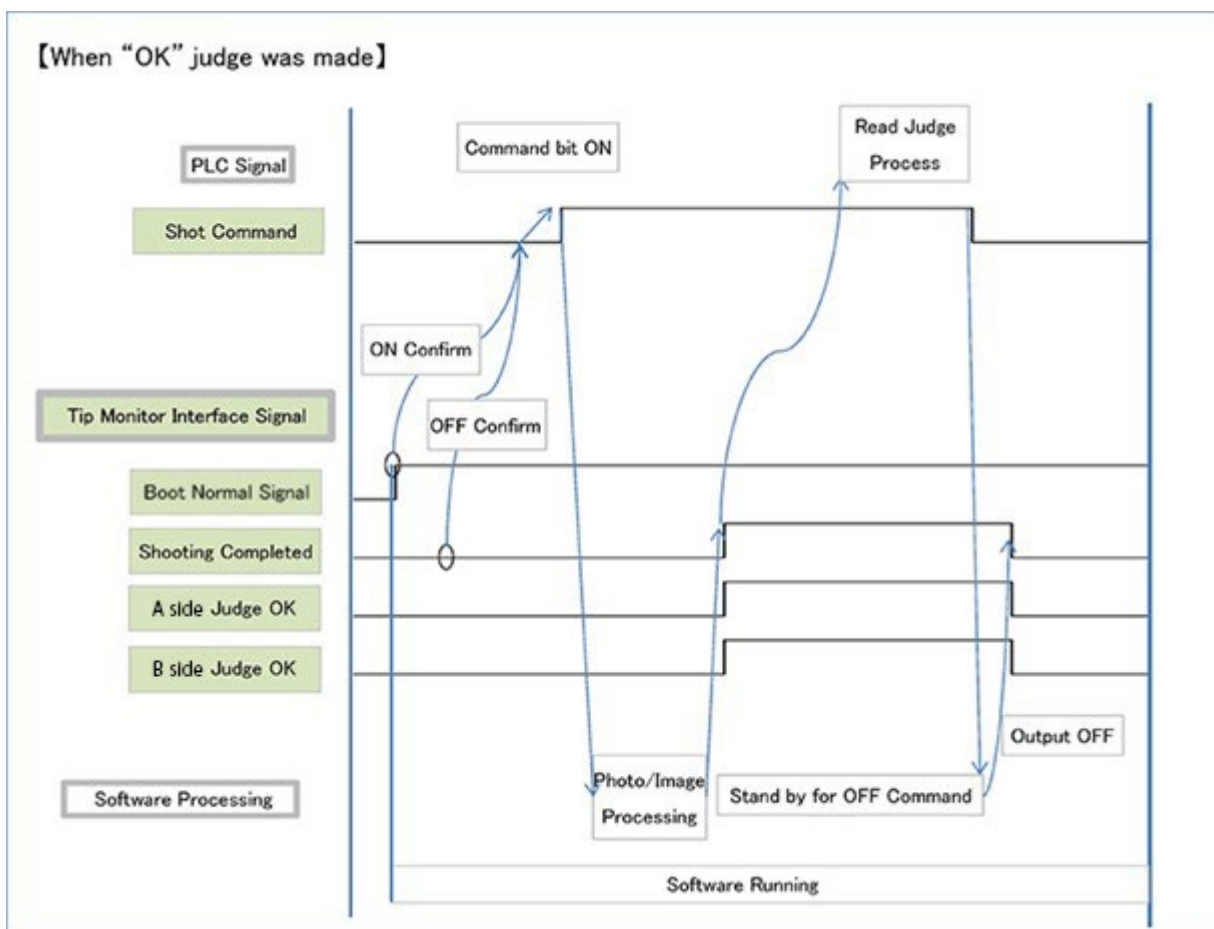 【When “OK” judge was made】
Command bit ON
Read Judge
Process
PLC Signal
Shot Command
ON Confirm
Tip Monitor Interface Signal
OFF Confirm
Boot Normal Signal
Shooting Completed
A side Judge OK
B side Judge OK
Output OFF
Photo/Image
Processing
Stand by for OFF Command
Software Processing
Software Running